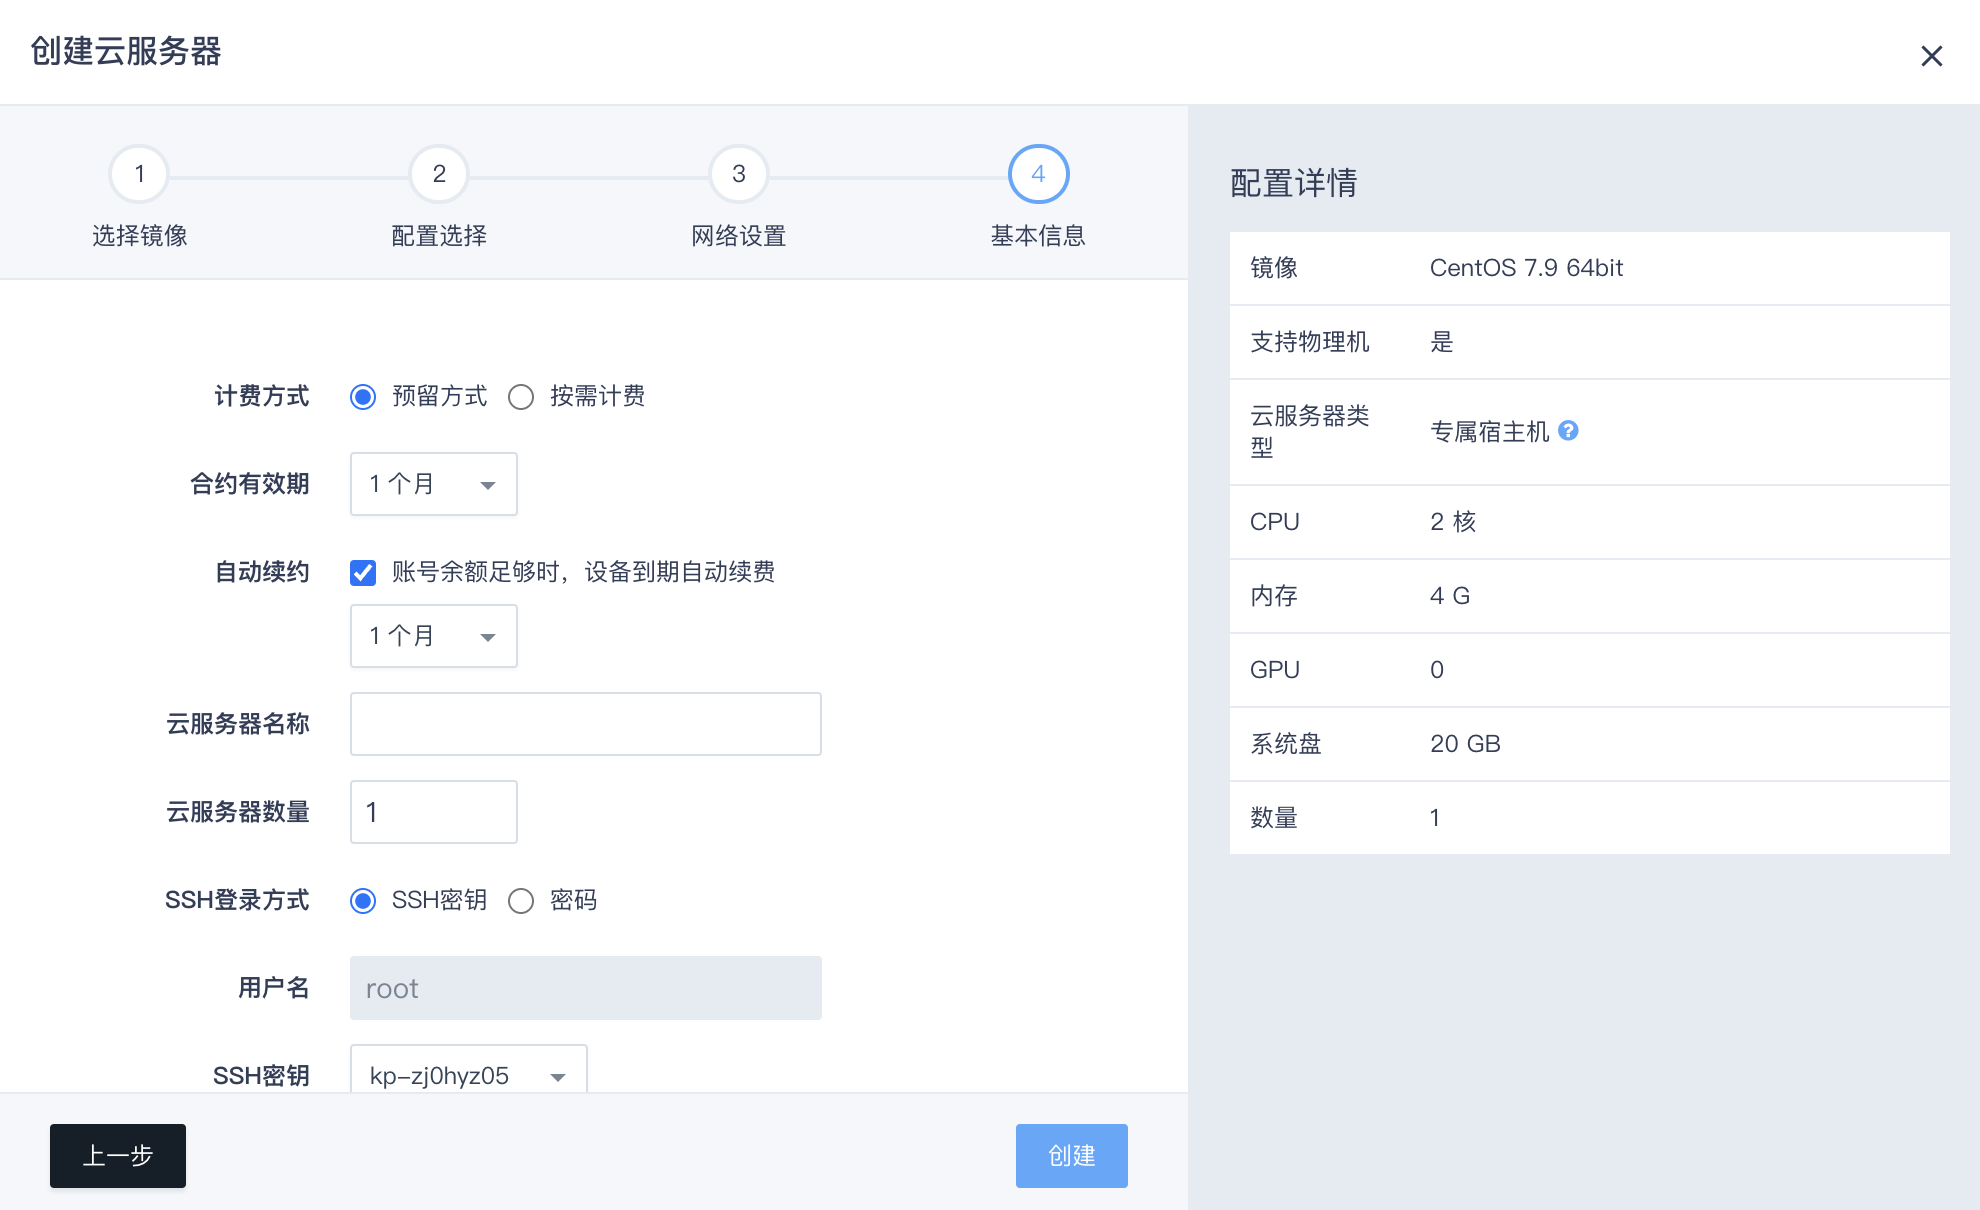 创建云服务器
1
2
3
4
选择镜像
配置选择
网络设置
基本信息
计费方式 预留方式 按需计费
合约有效期 1 个月
自动续约 账号余额足够时，设备到期自动续费
1 个月
云服务器名称
云服务器数量 1
SSH登录方式 SSH密钥 密码
用户名 root
SSH密钥 kp-zj0hyz05
上一步
创建
配置详情
镜像 CentOS 7.9 64bit
支持物理机 是
云服务器类
型
专属宿主机 ?
CPU 2 核
内存 4 G
GPU 0
系统盘 20 GB
数量 1